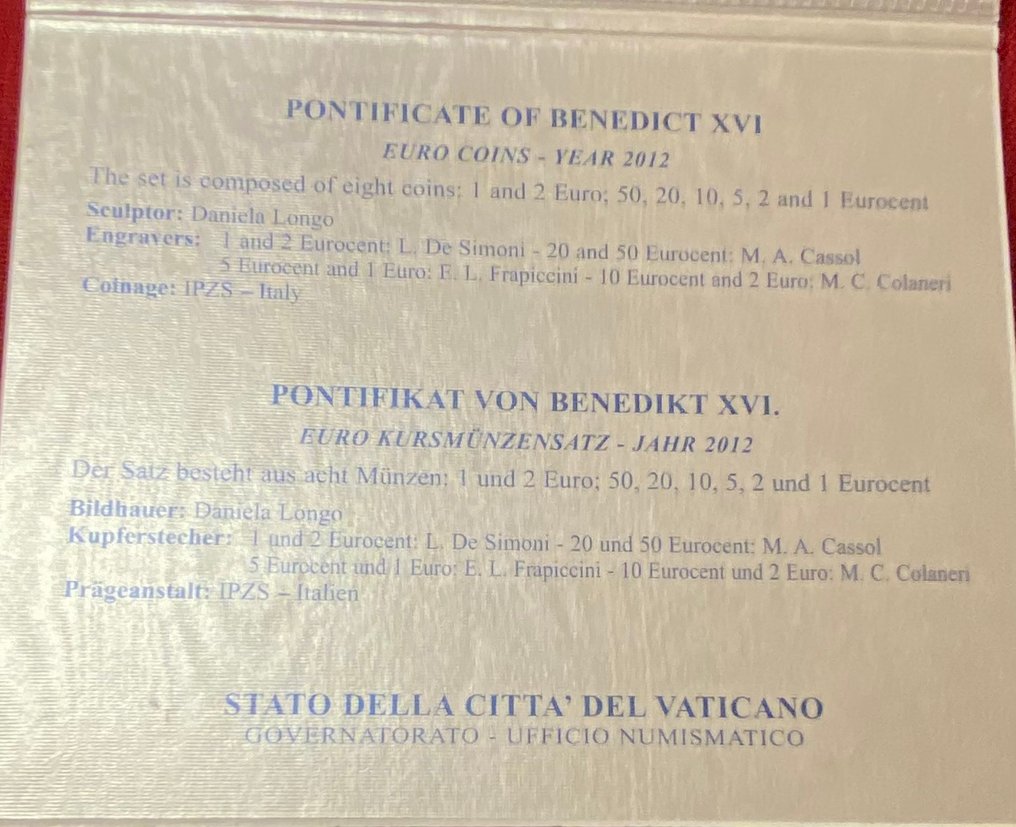 PONTIFICATE OF BENEDICT XVI
EURO COINS - YEAR 2012
The set is composed of eight coins: 1 and 2 Euro; 50, 20, 10, 5, 2 and 1 Eurocent
Sculptor: Daniela Longo
Engravers: 1 and 2 Eurocent: L. De Simoni - 20 and 50 Eurocent: M. A. Cassol
5 Eurocent and 1 Euro: E. L. Frapiccini - 10 Eurocent and 2 Euro: M. C. Colaneri
Coinage: IPZS – Italy
PONTIFIKAT VON BENEDIKT XVI.
EURO KURSMÜNZENSATZ - JAHR 2012
Der Satz besteht aus acht Münzen: 1 und 2 Euro; 50, 20, 10, 5, 2 und 1 Eurocent
Bildhauer: Daniela Longo
Kupferstecher: 1 und 2 Eurocent: L. De Simoni - 20 und 50 Eurocent: M. A. Cassol
5 Eurocent und 1 Euro: E. L. Frapiccini - 10 Eurocent und 2 Euro: M. C. Colaneri
Prägeanstalt: IPZS – Italien
STATO DELLA CITTA' DEL VATICANO
GOVERNATORATO - UFFICIO NUMISMATICO